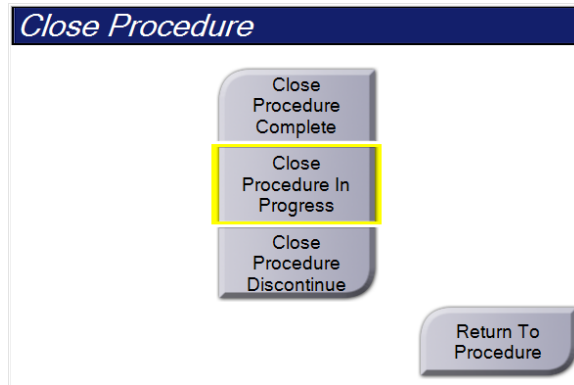 Close Procedure
Close
Procedure
Complete
Close
Procedure In
Progress
Close
Procedure
Discontinue
Return To
Procedure